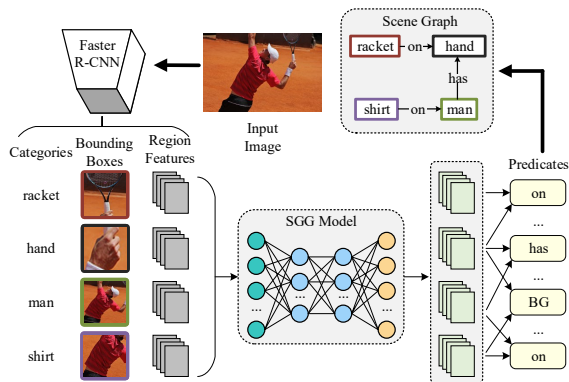 Faster
R-CNN
Input
Image
Scene Graph
racket
on
hand
has
shirt
on
man
Categories
Bounding
Boxes
Region
Features
Predicates
racket
hand
man
shirt
SGG Model
...
...
...
...
on
...
has
...
BG
...
on